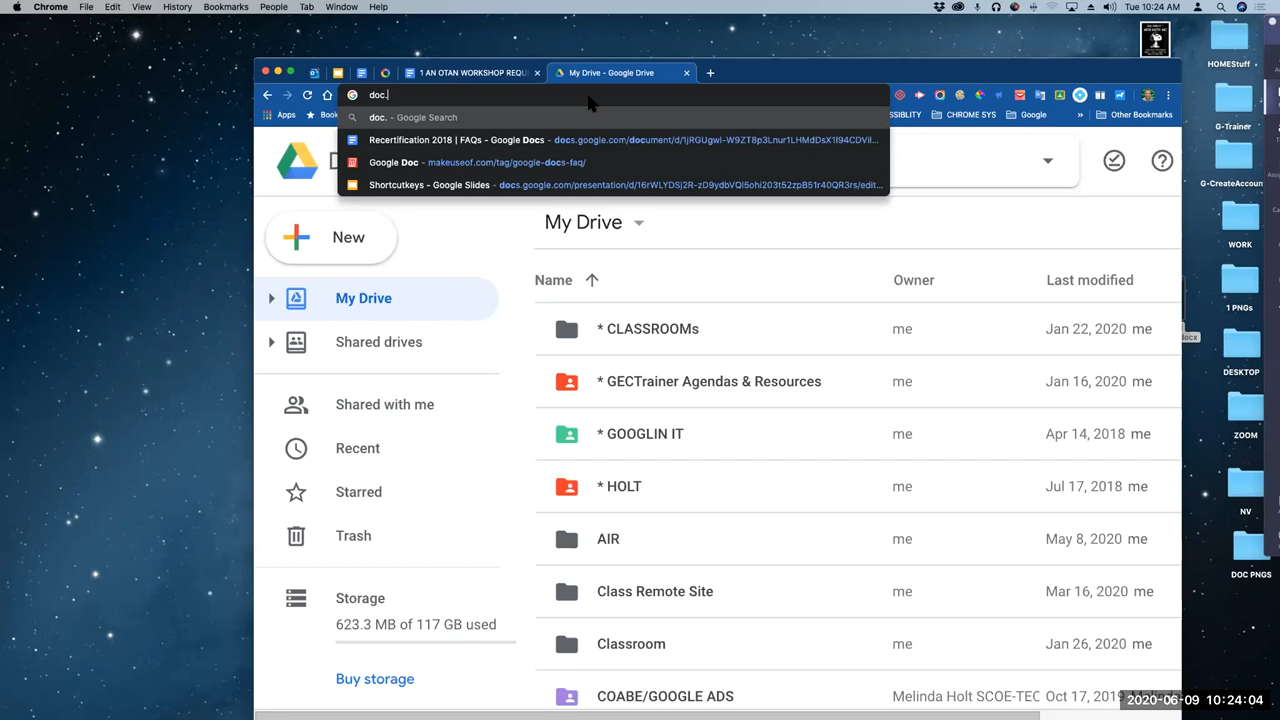 Chrome File Edit View History Bookmarks People Tab Window Help Tue 10:24 AM
1 AN OTAN WORKSHOP REQU My Drive - Google Drive
doc.
doc. - Google Search
Recertification 2018 | FAQs - Google Docs - docs.google.com/document/d/1jRGUgwI-W9ZT8p3Lnur1LHMdDsX1I94CDViI...
Google Doc - makeuseof.com/tag/google-docs-faq/
Shortcutkeys - Google Slides - docs.google.com/presentation/d/16rWLYDSj2R-zD9ydbVQl5ohi203t52zpB51r40QR3rs/edit...
Apps Book SSIBLITY CHROME SYS Google » Other Bookmarks
New
My Drive
Shared drives
Shared with me
Recent
Starred
Trash
Storage
623.3 MB of 117 GB used
Buy storage
My Drive
Name Owner Last modified
* CLASSROOMs me Jan 22, 2020 me
* GECTrainer Agendas & Resources me Jan 16, 2020 me
* GOOGLIN IT me Apr 14, 2018 me
* HOLT me Jul 17, 2018 me
AIR me May 8, 2020 me
Class Remote Site me Mar 16, 2020 me
Classroom me Jan 26, 2020 me
COABE/GOOGLE ADS Melinda Holt SCOE-TEC Oct 17, 2019
HOMEStuff
G-Trainer
G-CreateAccoun
WORK
1 PNGs
docx
DESKTOP
ZOOM
NV
DOC PNGS
2020-06-09 10:24:04